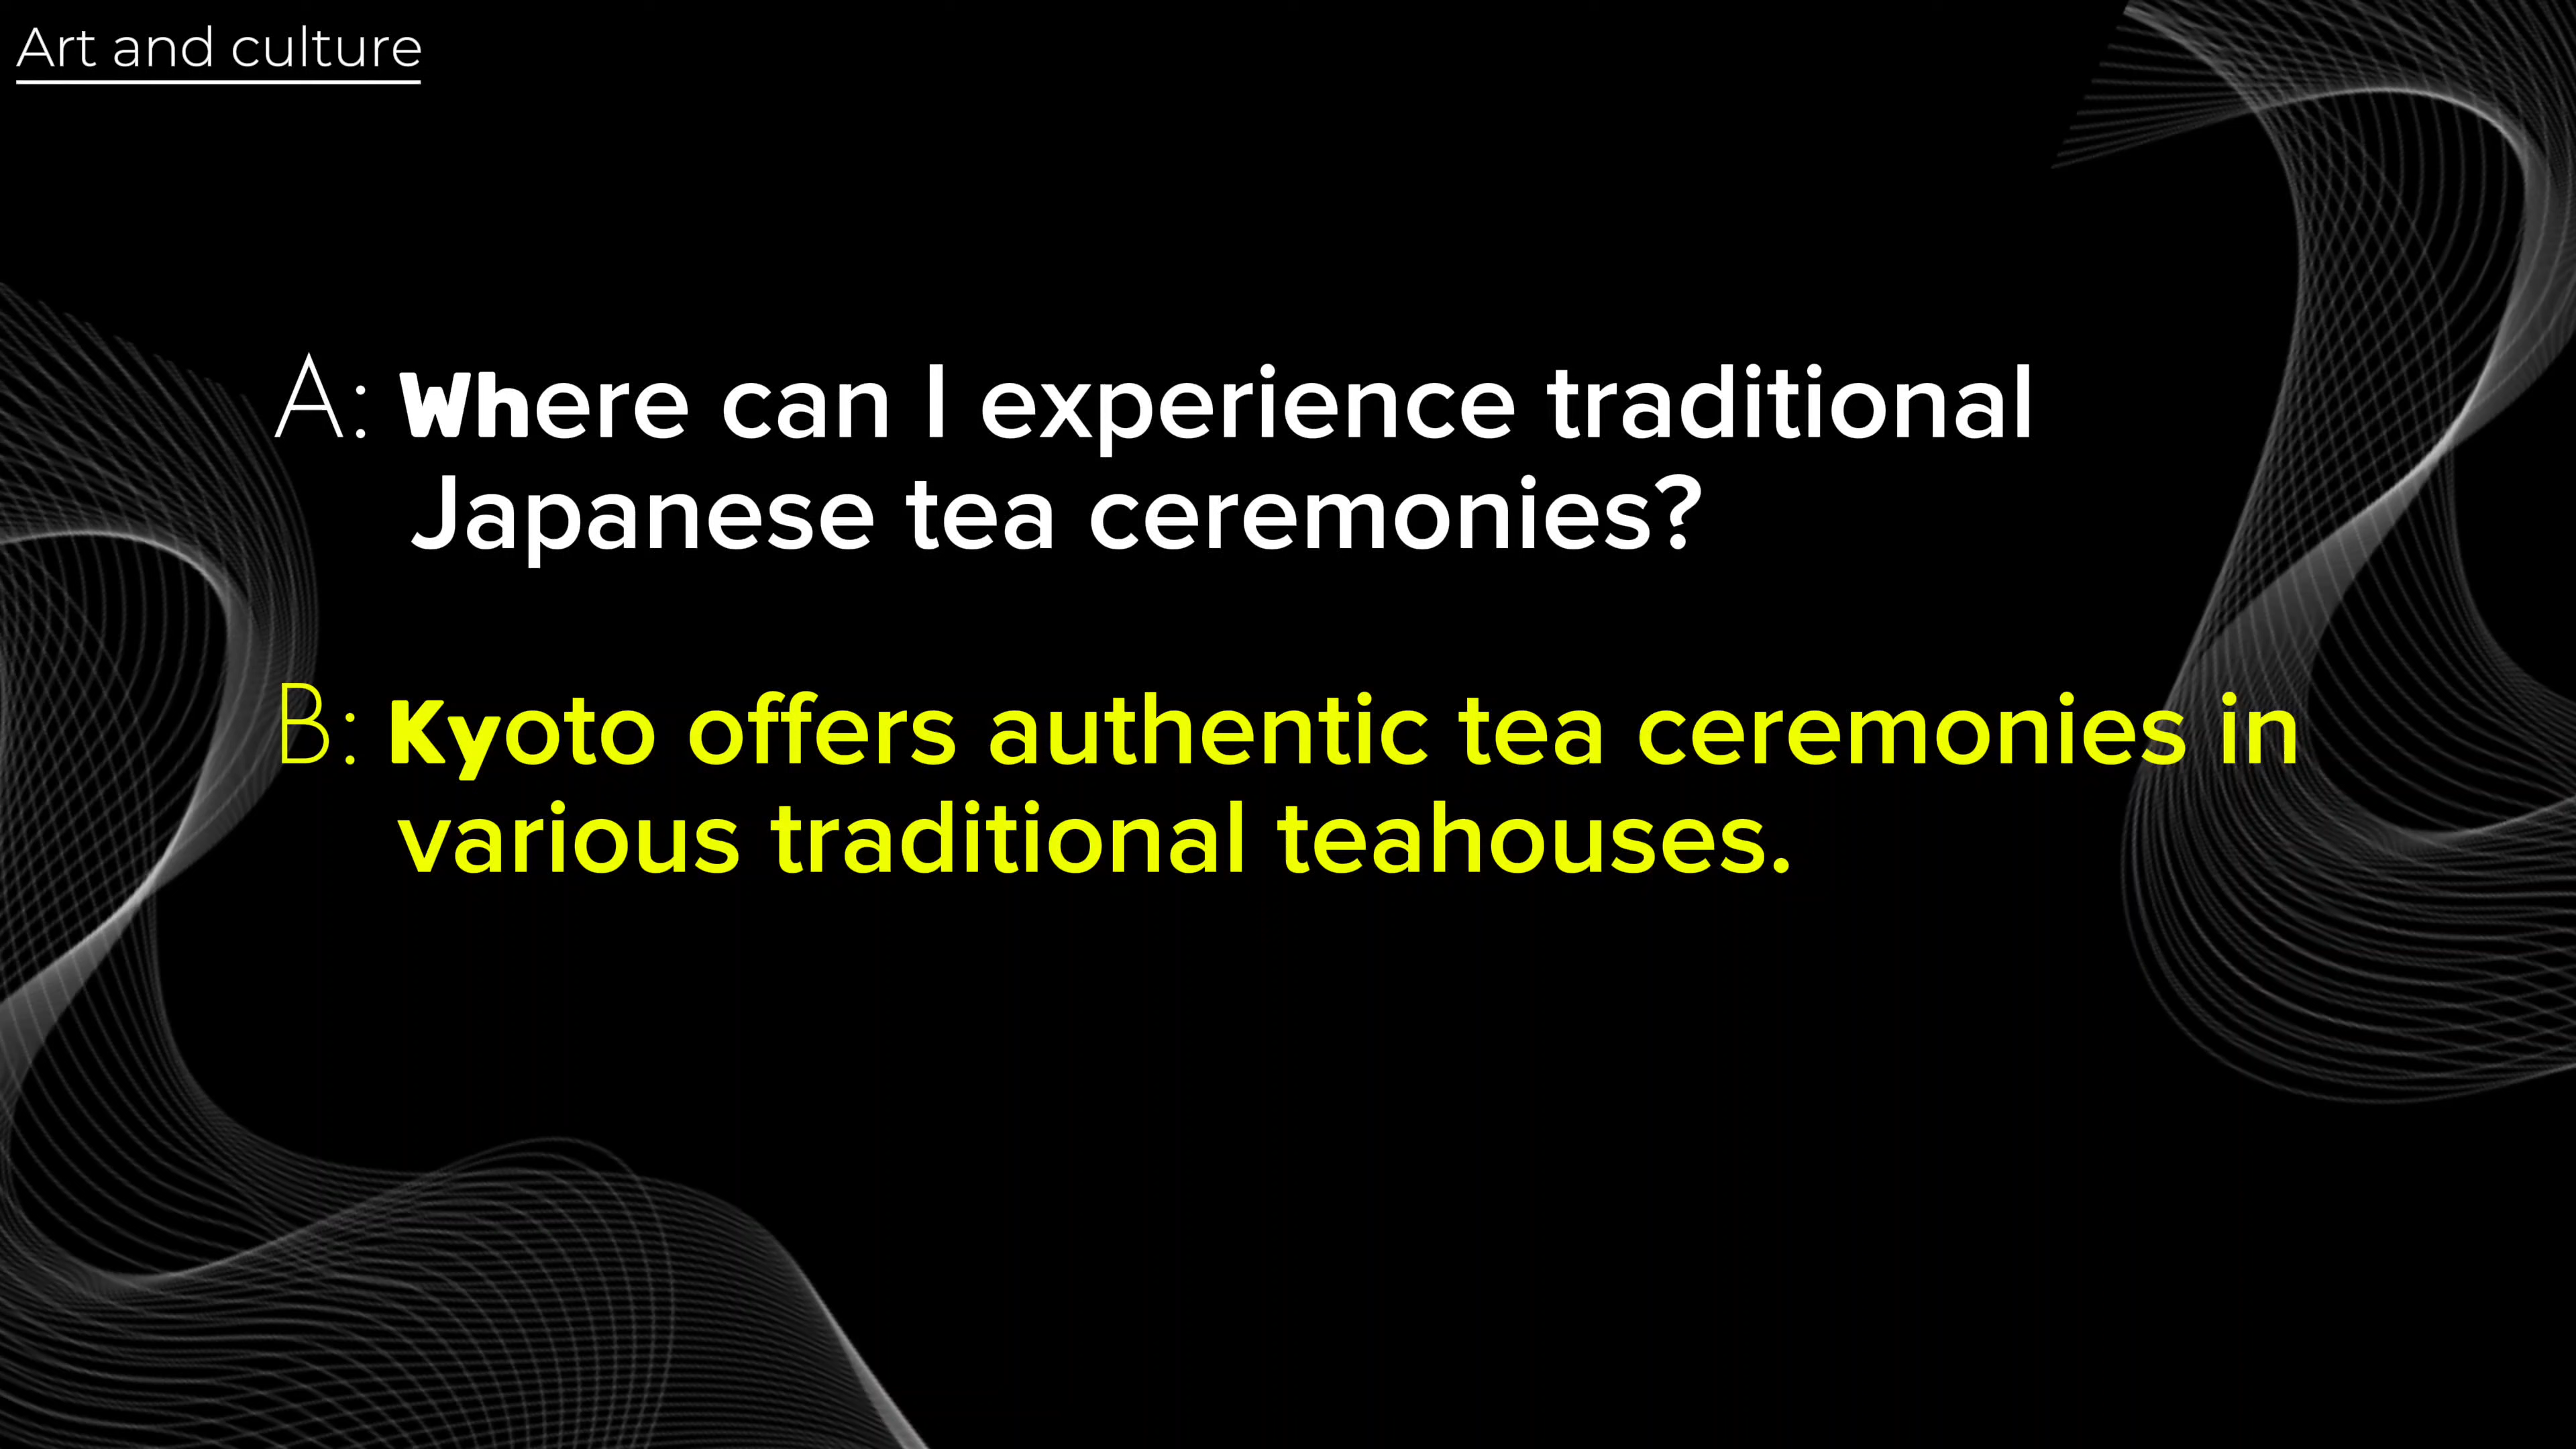 Art and culture
A: Where can I experience traditional
Japanese tea ceremonies?
B: Kyoto offers authentic tea ceremonies in
various traditional teahouses.